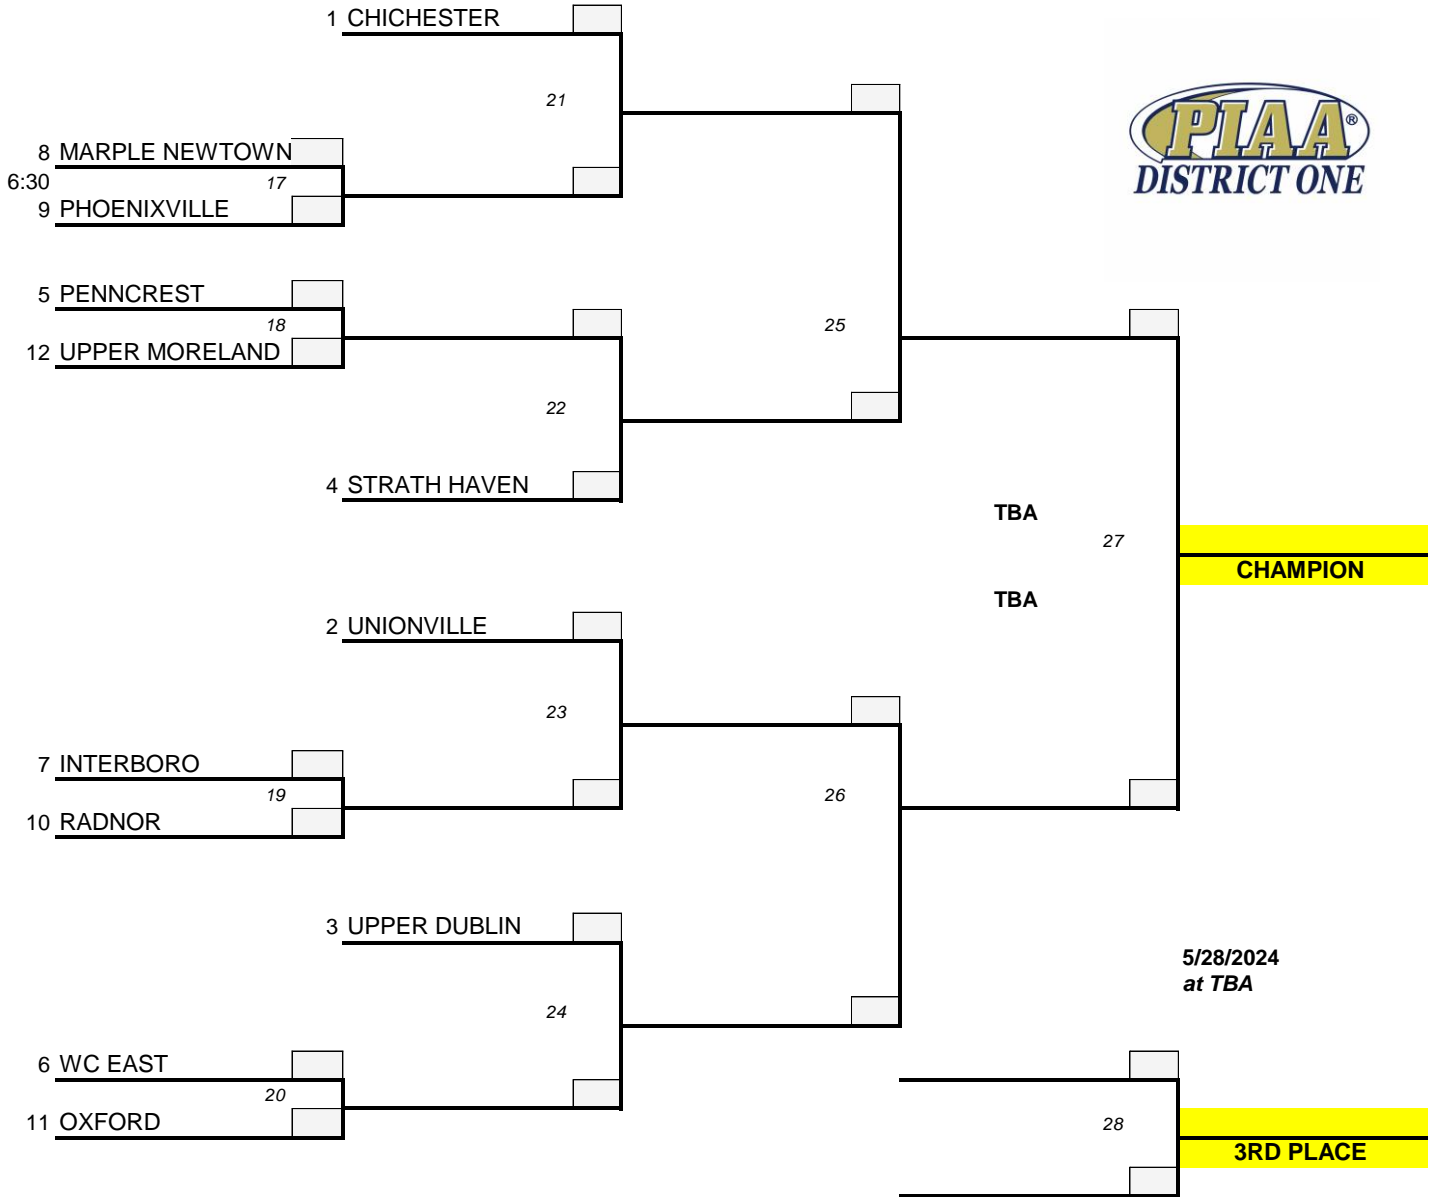 1 CHICHESTER
21
PIAA®
DISTRICT ONE
8 MARPLE NEWTOWN
6:30
17
9 PHOENIXVILLE
5 PENNCREST
18
25
12 UPPER MORELAND
22
4 STRATH HAVEN
TBA
27
CHAMPION
TBA
2 UNIONVILLE
23
7 INTERBORO
19
26
10 RADNOR
3 UPPER DUBLIN
5/28/2024
at TBA
24
6 WC EAST
20
11 OXFORD
28
3RD PLACE